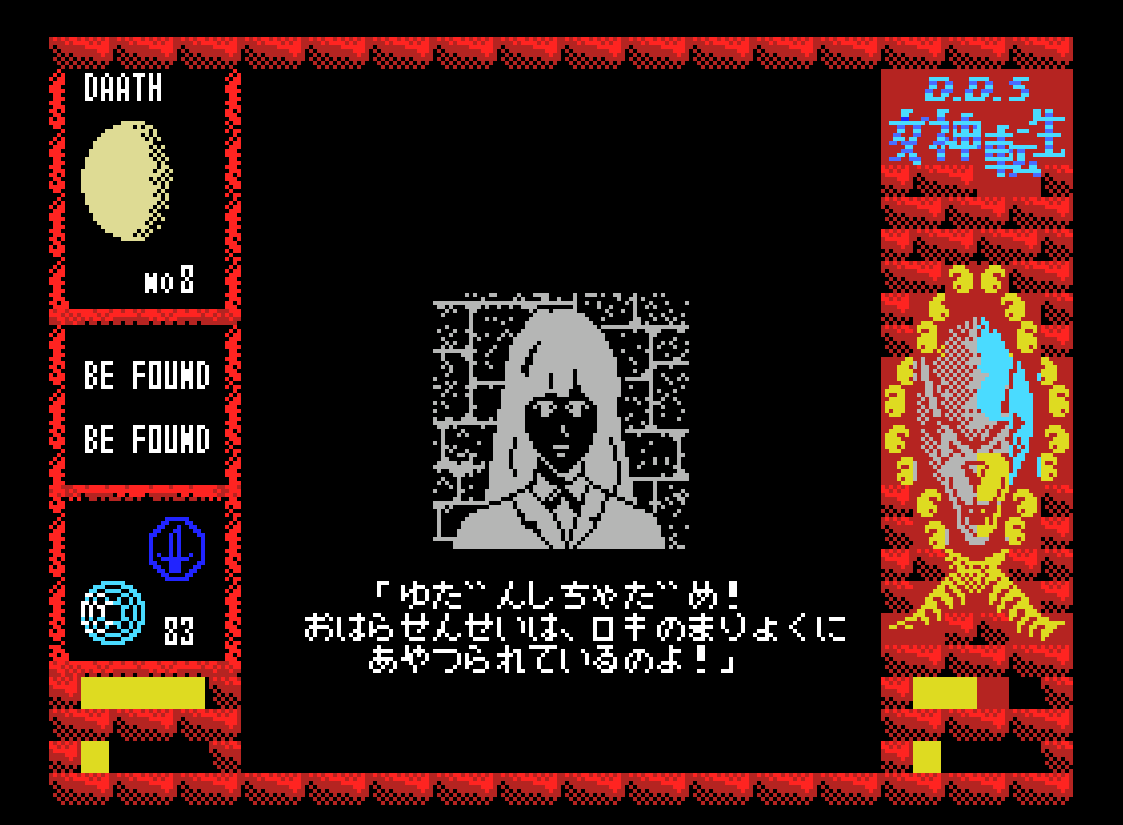 DAATH
No8
BE FOUND
BE FOUND
83
「ゆだんしちゃだめ!
おはらせんせいは、ロキのまりょくに
あやつられているのよ!」
D.D.S
女神転生